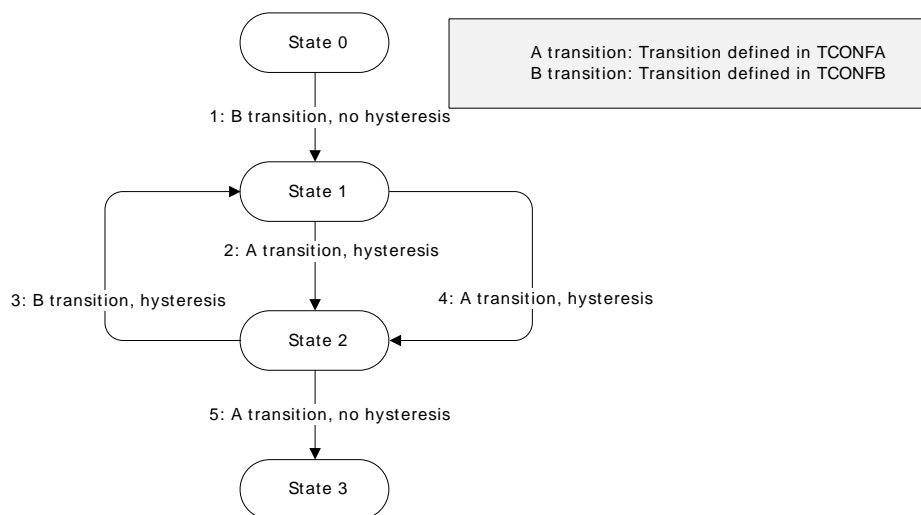 State 0
A transition: Transition defined in TCONFA
B transition: Transition defined in TCONFB
1: B transition, no hysteresis
State 1
2: A transition, hysteresis
3: B transition, hysteresis
4: A transition, hysteresis
State 2
5: A transition, no hysteresis
State 3